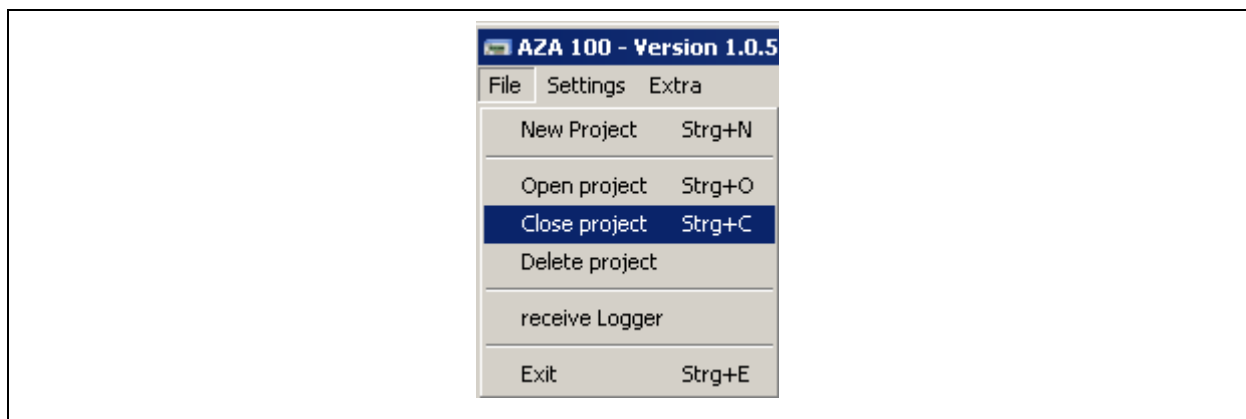 AZA 100 - Version 1.0.5
File Settings Extra
New Project Strg+N
Open project Strg+O
Close project Strg+C
Delete project
receive Logger
Exit Strg+E